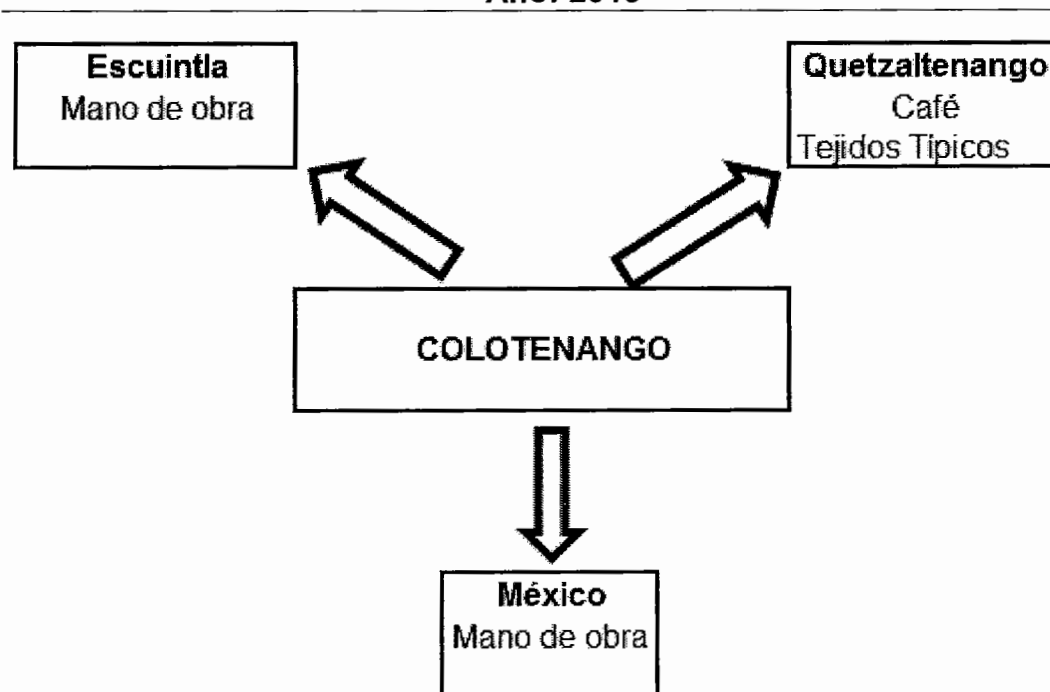 Escuintla
Mano de obra
Quetzaltenango
Café
Tejidos Típicos
COLOTENANGO
México
Mano de obra